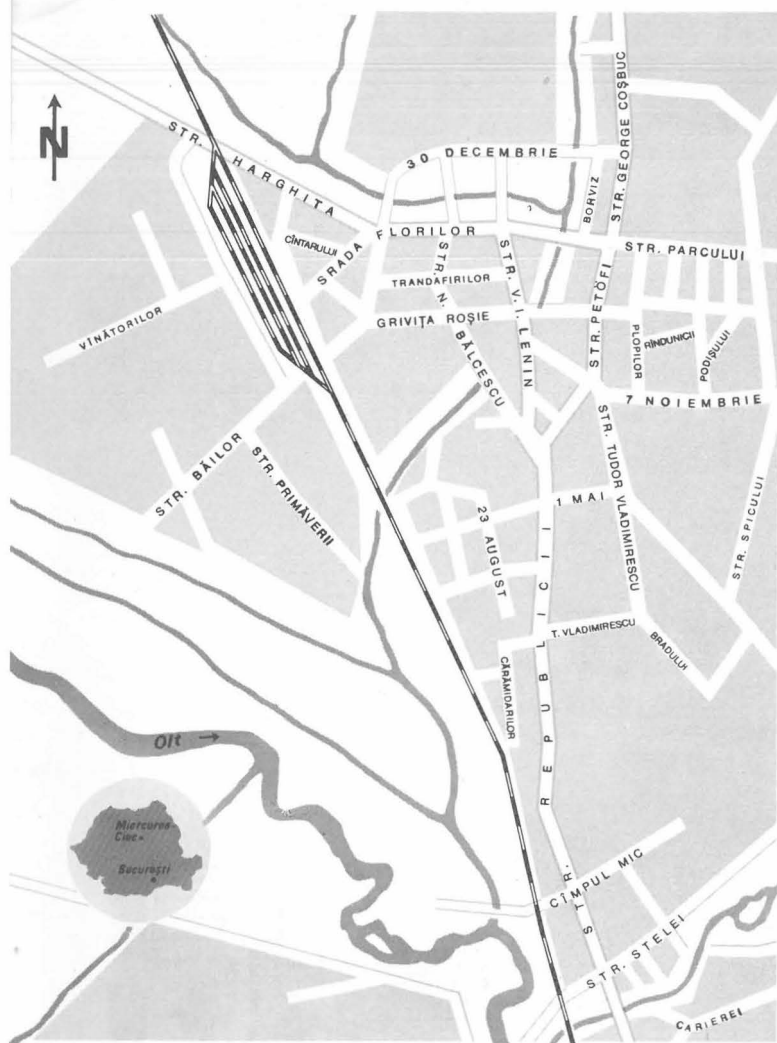 N
STR. HARGHITA
30 DECEMBRIE
BORVIZ
STR. GEORGE COȘBUC
FLORILOR
CÎNTARULUI
SRADA
STR. PARCULUI
TRANDAFIRILOR
STR. N. BĂLCESCU
STR. V. I. LENIN
STR. PETÖFI
VÎNĂTORILOR
GRIVIȚA ROȘIE
PLOPILOR
RÎNDUNICII
PODIȘULUI
7 NOIEMBRIE
STR. BĂILOR
STR. PRIMĂVERII
STR. TUDOR VLADIMIRESCU
1 MAI
23 AUGUST
STR. SPICULUI
T. VLADIMIRESCU
BRADULUI
CĂRĂMIDARILOR
STR. REPUBLICII
Olt →
Miercurea-
Ciuc
București
CÎMPUL MIC
STR. STELEI
CARIEREI